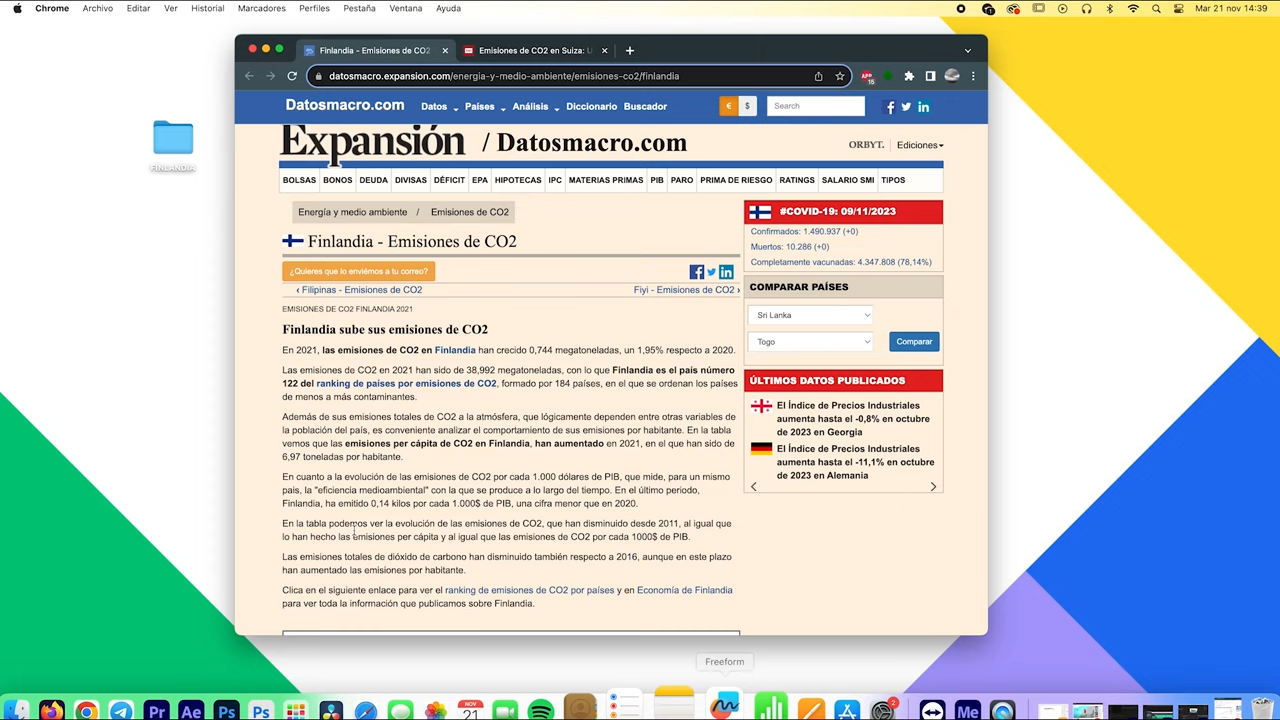 Chrome Archivo Editar Ver Historial Marcadores Perfiles Pestaña Ventana Ayuda
Mar 21 nov 14:39
Finlandia - Emisiones de CO2
Emisiones de CO2 en Suiza: U
datosmacro.expansion.com/energia-y-medio-ambiente/emisiones-co2/finlandia
15
Datosmacro.com Datos Países Análisis Diccionario Buscador € $ Search
Expansión / Datosmacro.com
ORBYT. Ediciones
BOLSAS BONOS DEUDA DIVISAS DÉFICIT EPA HIPOTECAS IPC MATERIAS PRIMAS PIB PARO PRIMA DE RIESGO RATINGS SALARIO SMI TIPOS
FINLANDIA
Energía y medio ambiente / Emisiones de CO2
Finlandia - Emisiones de CO2
¿Quieres que lo enviémos a tu correo?
‹ Filipinas - Emisiones de CO2
Fiyi - Emisiones de CO2 ›
EMISIONES DE CO2 FINLANDIA 2021
Finlandia sube sus emisiones de CO2
En 2021, las emisiones de CO2 en Finlandia han crecido 0,744 megatoneladas, un 1,95% respecto a 2020.
Las emisiones de CO2 en 2021 han sido de 38,992 megatoneladas, con lo que Finlandia es el país número
122 del ranking de países por emisiones de CO2, formado por 184 países, en el que se ordenan los países
de menos a más contaminantes.
Además de sus emisiones totales de CO2 a la atmósfera, que lógicamente dependen entre otras variables de
la población del país, es conveniente analizar el comportamiento de sus emisiones por habitante. En la tabla
vemos que las emisiones per cápita de CO2 en Finlandia, han aumentado en 2021, en el que han sido de
6,97 toneladas por habitante.
En cuanto a la evolución de las emisiones de CO2 por cada 1.000 dólares de PIB, que mide, para un mismo
país, la "eficiencia medioambiental" con la que se produce a lo largo del tiempo. En el último periodo,
Finlandia, ha emitido 0,14 kilos por cada 1.000$ de PIB, una cifra menor que en 2020.
En la tabla podemos ver la evolución de las emisiones de CO2, que han disminuido desde 2011, al igual que
lo han hecho las emisiones per cápita y al igual que las emisiones de CO2 por cada 1000$ de PIB.
Las emisiones totales de dióxido de carbono han disminuido también respecto a 2016, aunque en este plazo
han aumentado las emisiones por habitante.
Clica en el siguiente enlace para ver el ranking de emisiones de CO2 por países y en Economía de Finlandia
para ver toda la información que publicamos sobre Finlandia.
#COVID-19: 09/11/2023
Confirmados: 1.490.937 (+0)
Muertos: 10.286 (+0)
Completamente vacunadas: 4.347.808 (78,14%)
COMPARAR PAÍSES
Sri Lanka
Togo
Comparar
ÚLTIMOS DATOS PUBLICADOS
El Índice de Precios Industriales
aumenta hasta el -0,8% en octubre
de 2023 en Georgia
El Índice de Precios Industriales
aumenta hasta el -11,1% en octubre
de 2023 en Alemania
Freeform
Pr Ae Ps Ps
NOV
21
2
Me